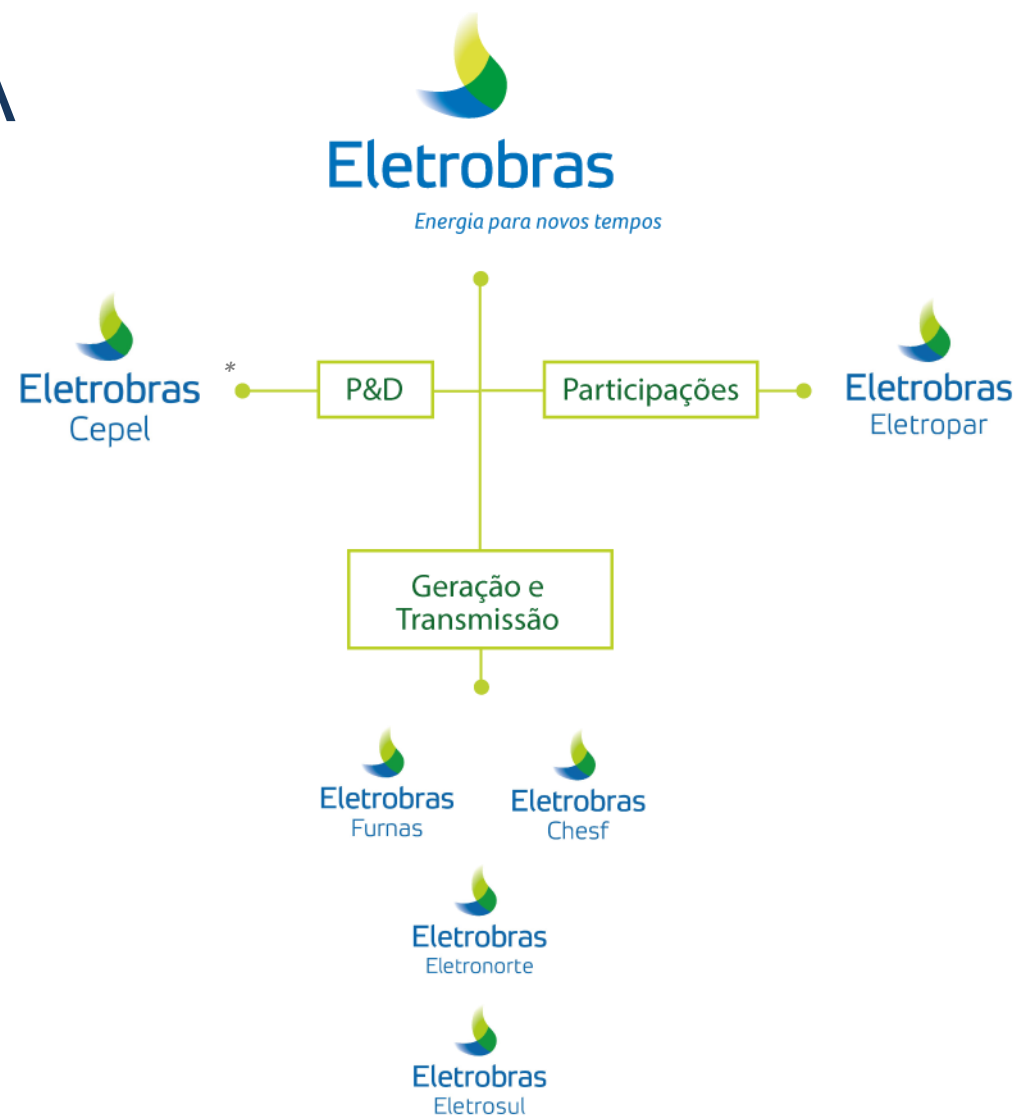 A
Eletrobras
Energia para novos tempos
Eletrobras
Cepel
*
P&D
Participações
Eletrobras
Eletropar
Geração e
Transmissão
Eletrobras
Furnas
Eletrobras
Chesf
Eletrobras
Eletronorte
Eletrobras
Eletrosul